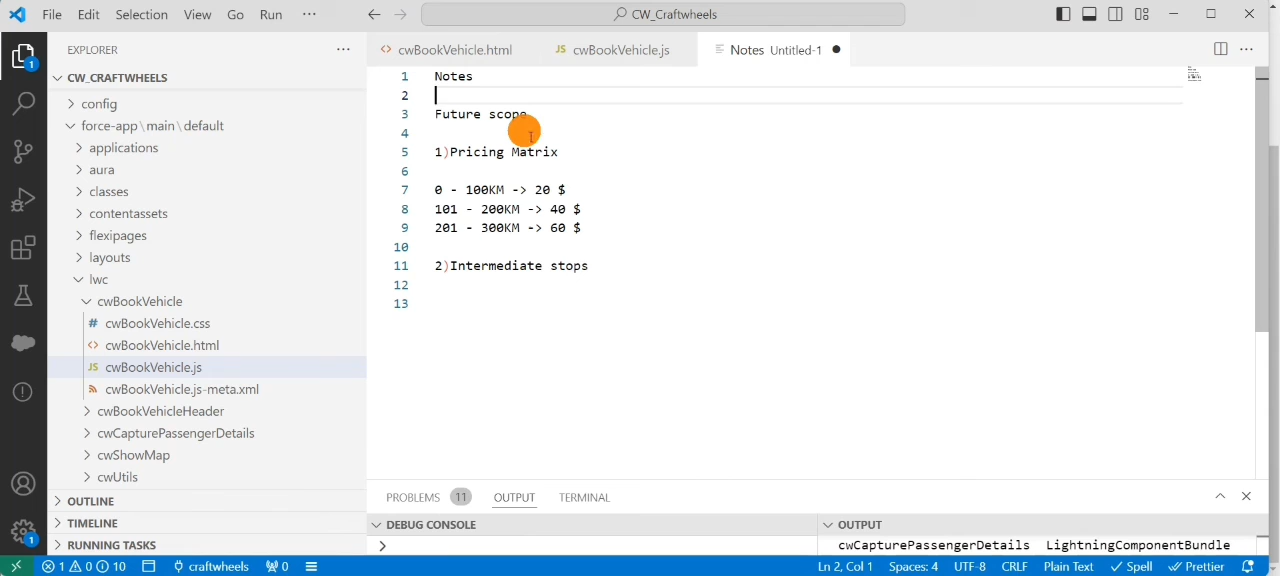 File Edit Selection View Go Run ··· CW_Craftwheels
EXPLORER ···
cwBookVehicle.html JS cwBookVehicle.js Notes Untitled-1
CW_CRAFTWHEELS
config
force-app\main\default
applications
aura
classes
contentassets
flexipages
layouts
lwc
cwBookVehicle
# cwBookVehicle.css
<> cwBookVehicle.html
JS cwBookVehicle.js
cwBookVehicle.js-meta.xml
cwBookVehicleHeader
cwCapturePassengerDetails
cwShowMap
cwUtils
OUTLINE
TIMELINE
RUNNING TASKS
1 Notes
2
3 Future scope
4
5 1)Pricing Matrix
6
7 0 - 100KM -> 20 $
8 101 - 200KM -> 40 $
9 201 - 300KM -> 60 $
10
11 2)Intermediate stops
12
13
PROBLEMS 11 OUTPUT TERMINAL
DEBUG CONSOLE
OUTPUT
cwCapturePassengerDetails LightningComponentBundle
1 0 10 craftwheels 0 Ln 2, Col 1 Spaces: 4 UTF-8 CRLF Plain Text Spell Prettier
1
1